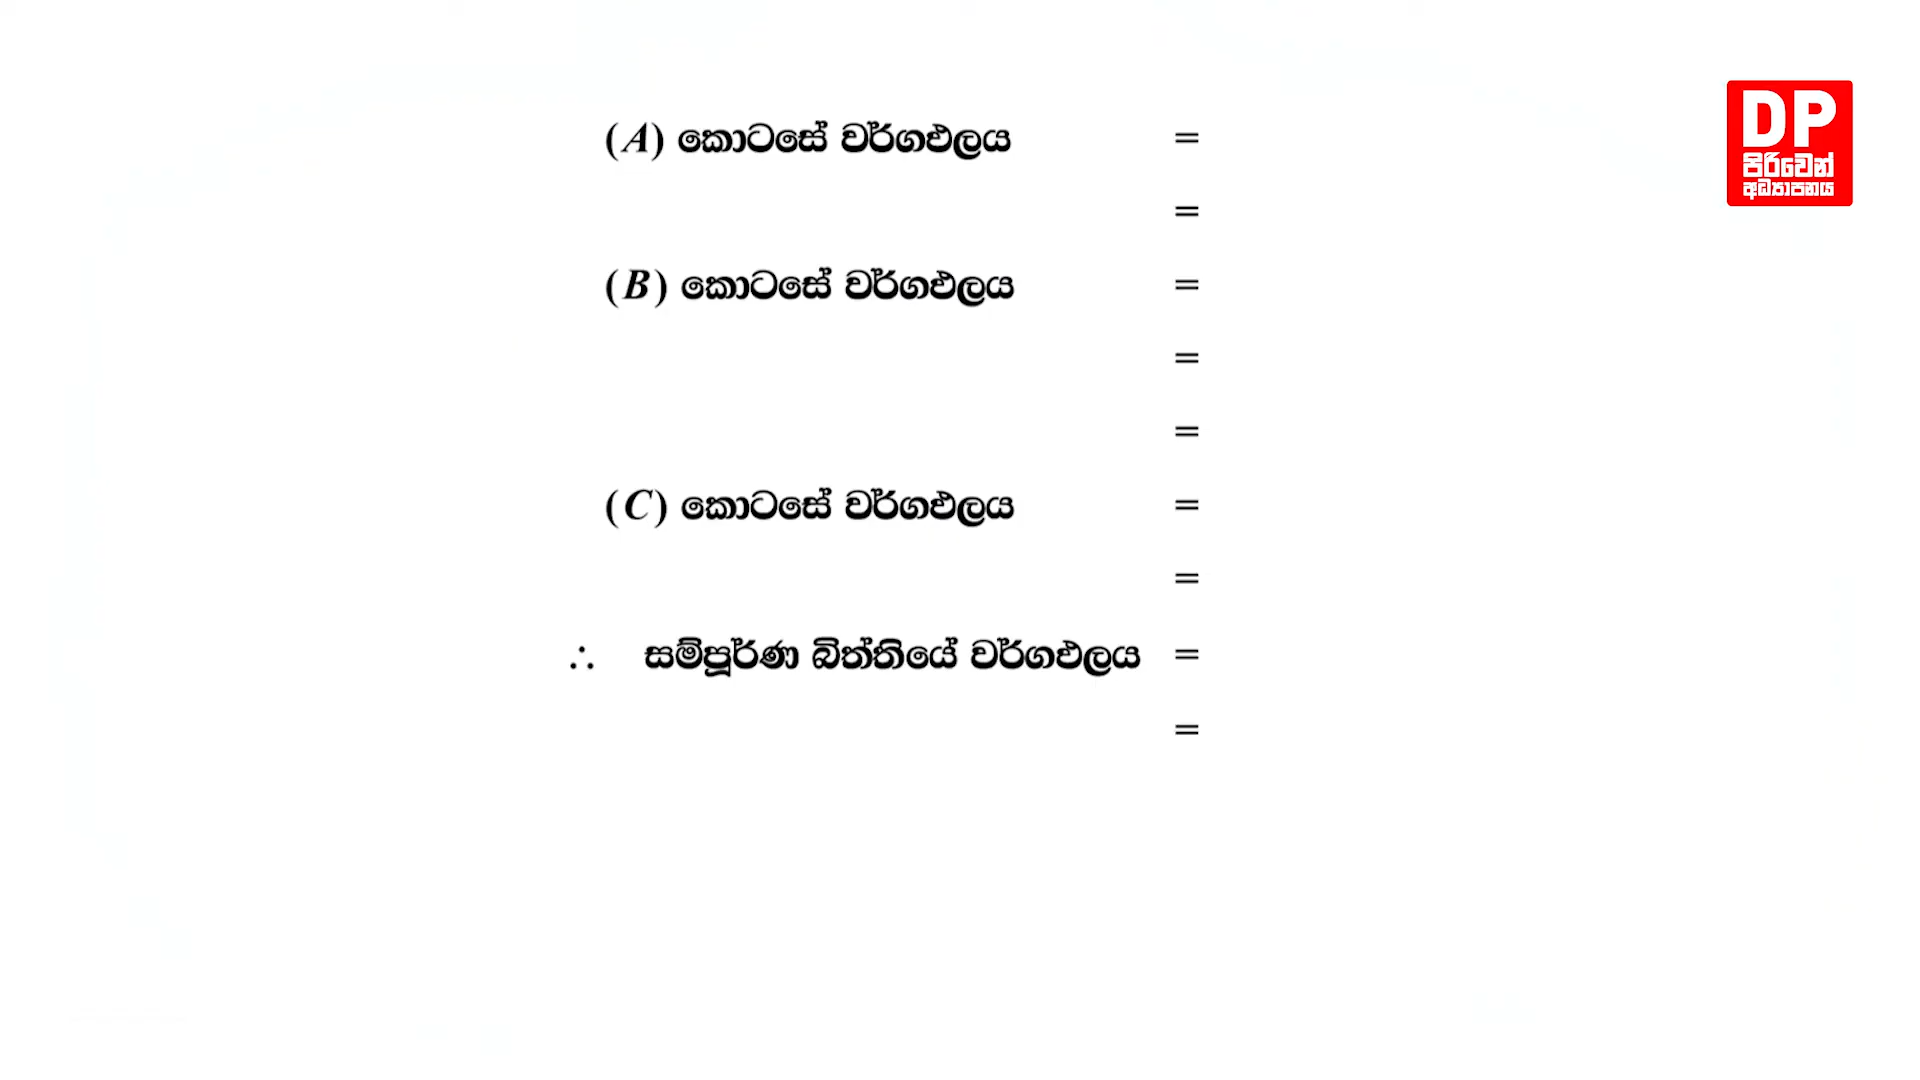 (A) කොටසේ වර්ගඵලය =
=
(B) කොටසේ වර්ගඵලය =
=
=
(C) කොටසේ වර්ගඵලය =
=
∴ සම්පූර්ණ බිත්තියේ වර්ගඵලය =
=
DP
පිරිවෙන්
අධ්‍යාපනය